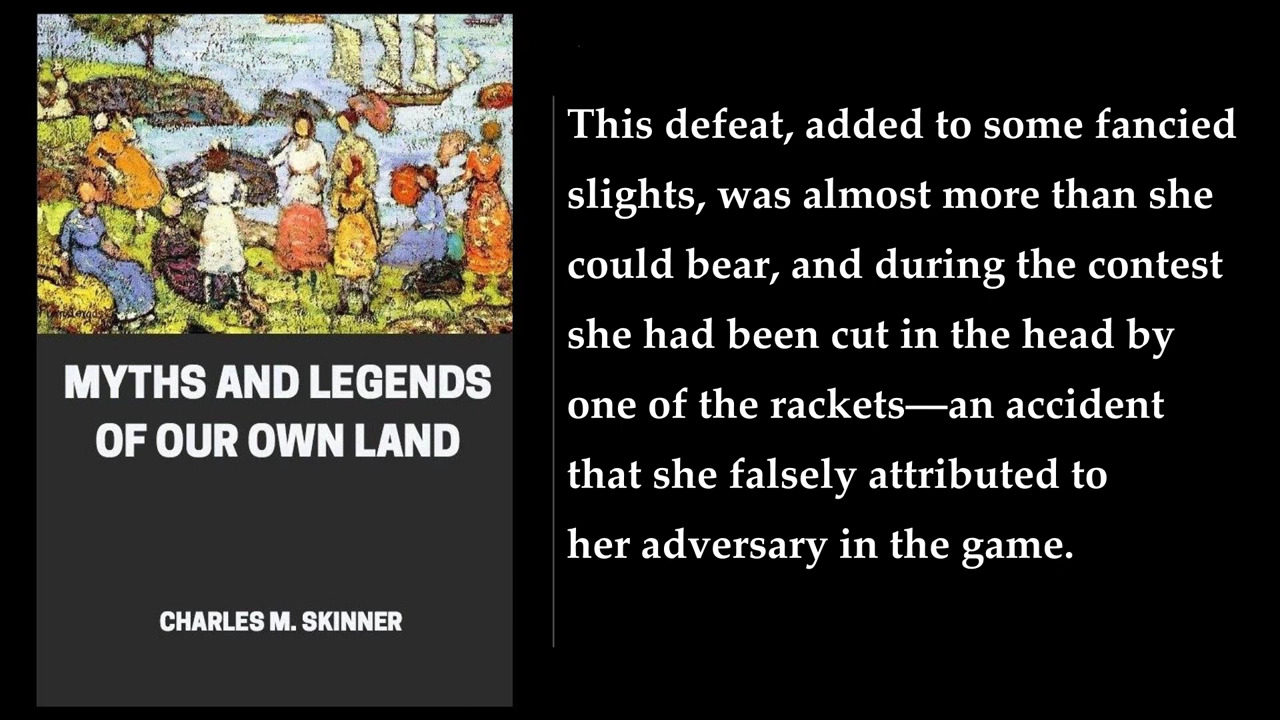 MYTHS AND LEGENDS
OF OUR OWN LAND
CHARLES M. SKINNER
This defeat, added to some fancied
slights, was almost more than she
could bear, and during the contest
she had been cut in the head by
one of the rackets—an accident
that she falsely attributed to
her adversary in the game.